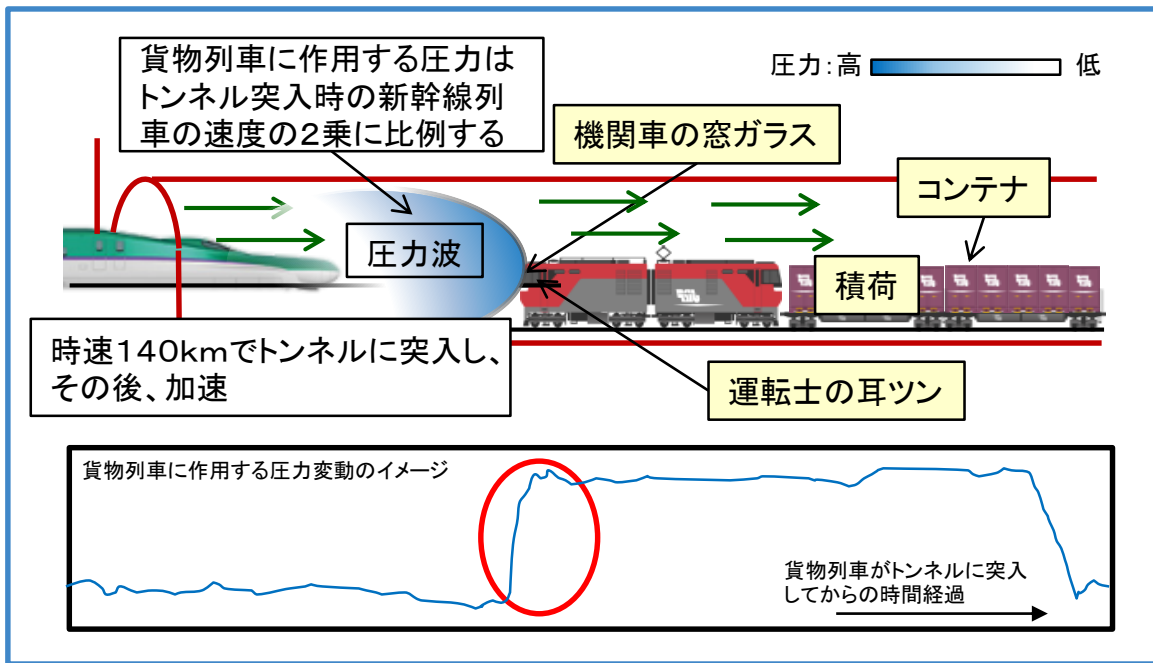 貨物列車に作用する圧力は
トンネル突入時の新幹線列
車の速度の2乗に比例する
圧力:高
低
機関車の窓ガラス
コンテナ
圧力波
積荷
時速140kmでトンネルに突入し、
その後、加速
運転士の耳ツン
貨物列車に作用する圧力変動のイメージ
貨物列車がトンネルに突入
してからの時間経過